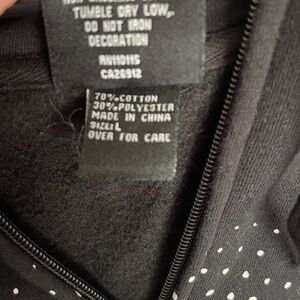 TUMBLE DRY LOW,
DO NOT IRON
DECORATION
RN110115
CA26912
70%COTTON
30%POLYESTER
MADE IN CHINA
SIZE:L
OVER FOR CARE